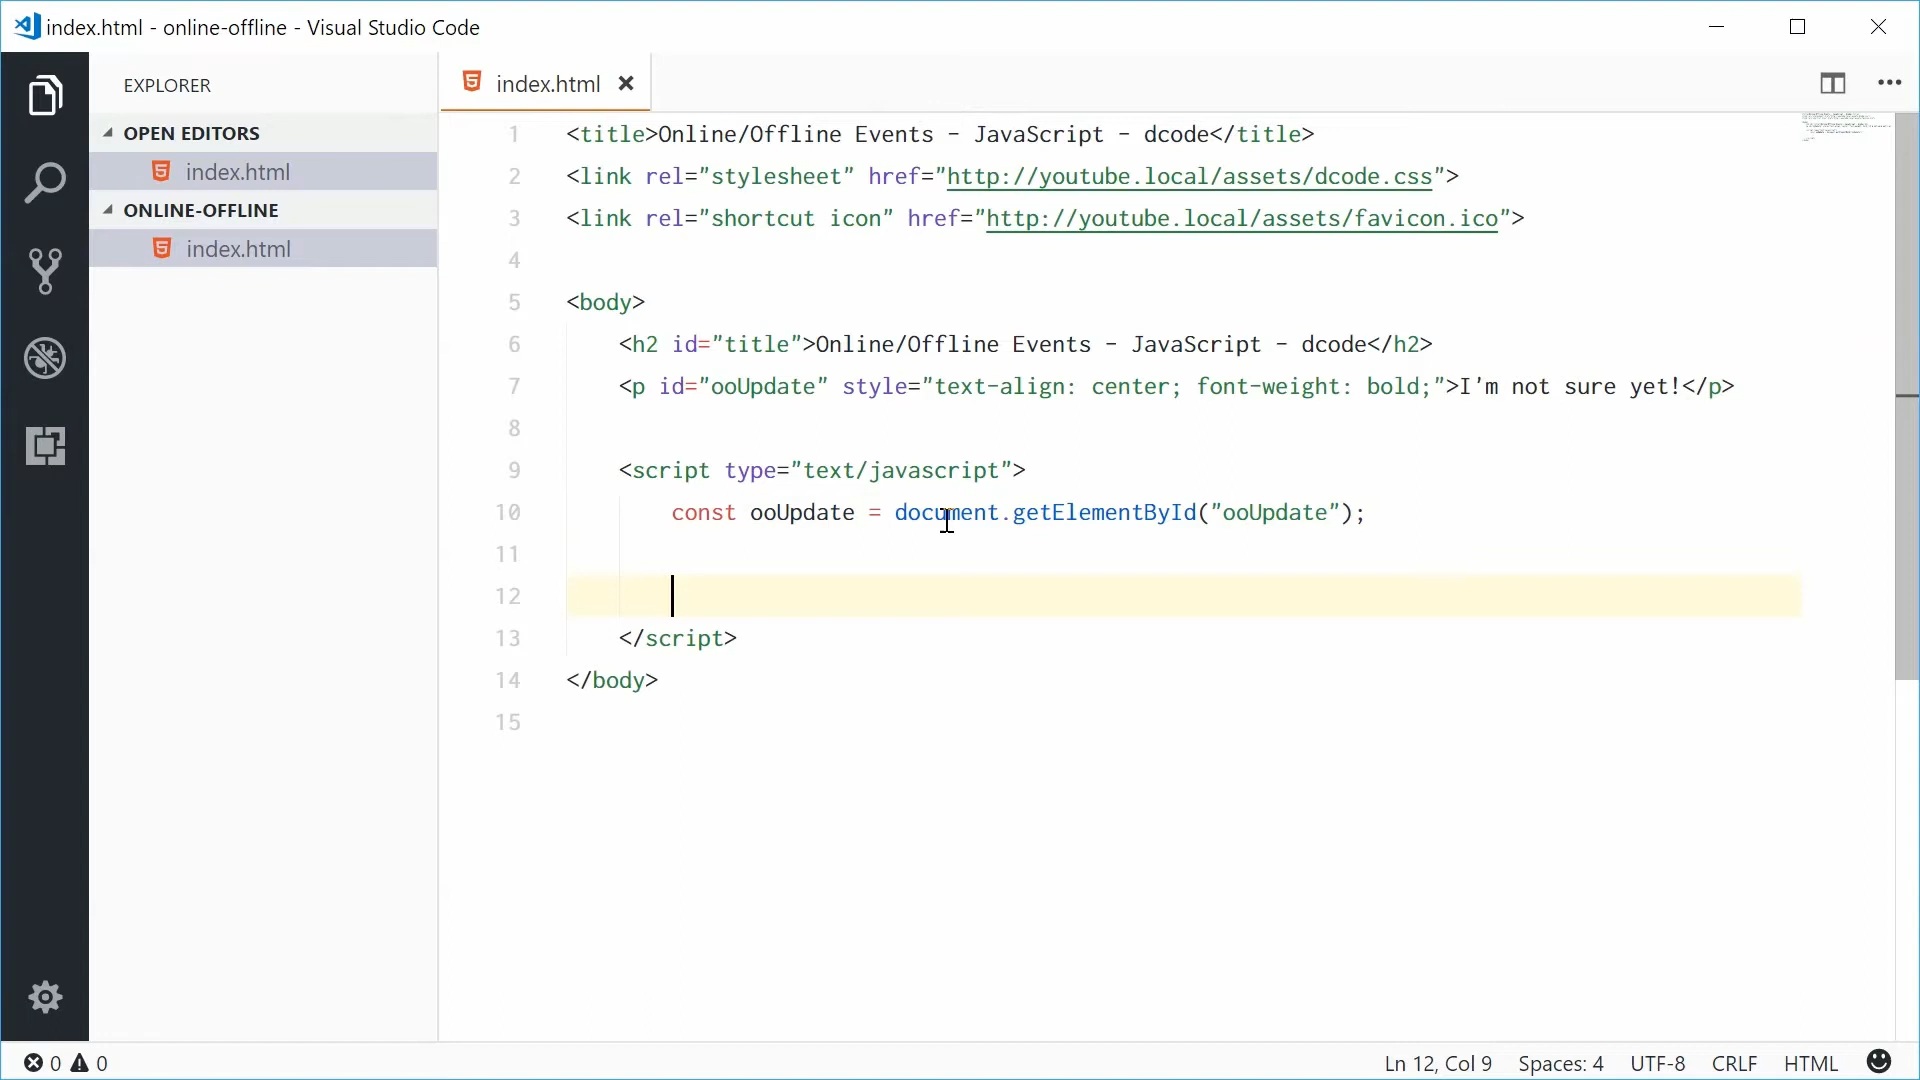 index.html - online-offline - Visual Studio Code
EXPLORER
OPEN EDITORS
index.html
ONLINE-OFFLINE
index.html
index.html
1 <title>Online/Offline Events - JavaScript - dcode</title>
2 <link rel="stylesheet" href="http://youtube.local/assets/dcode.css">
3 <link rel="shortcut icon" href="http://youtube.local/assets/favicon.ico">
4
5 <body>
6 <h2 id="title">Online/Offline Events - JavaScript - dcode</h2>
7 <p id="ooUpdate" style="text-align: center; font-weight: bold;">I'm not sure yet!</p>
8
9 <script type="text/javascript">
10 const ooUpdate = document.getElementById("ooUpdate");
11
12
13 </script>
14 </body>
15
0 0
Ln 12, Col 9 Spaces: 4 UTF-8 CRLF HTML